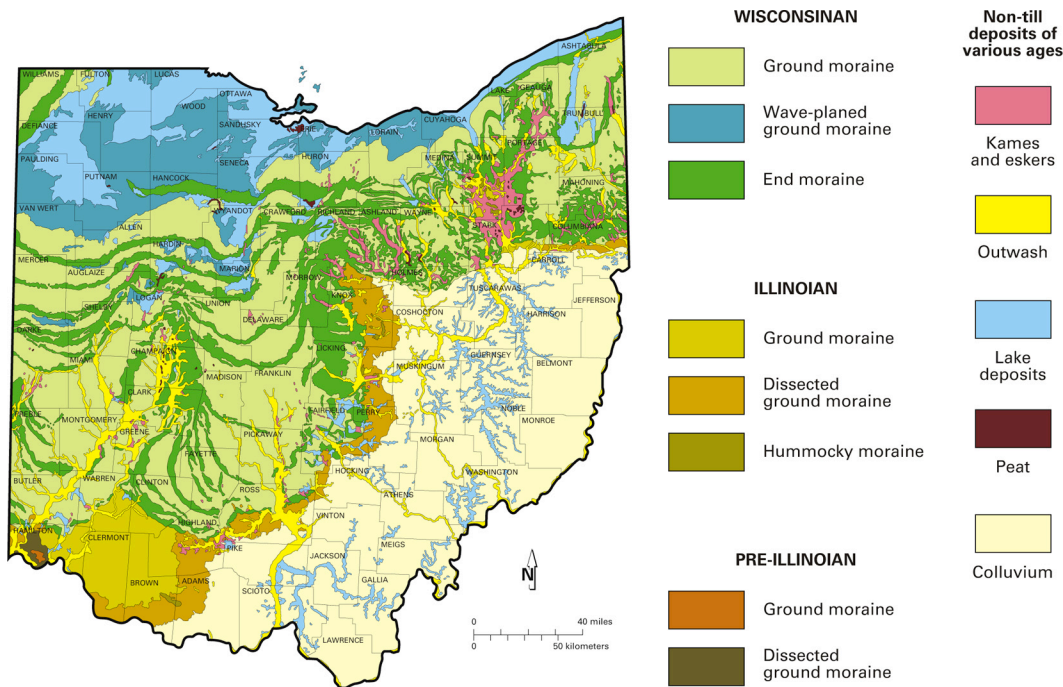 WILLIAMS
FULTON
LUCAS
OTTAWA
WOOD
HENRY
DEFIANCE
SANDUSKY
ERIE
LORAIN
CUYAHOGA
LAKE
GEAUGA
ASHTABULA
TRUMBULL
PAULDING
SENECA
HURON
MEDINA
SUMMIT
PORTAGE
PUTNAM
HANCOCK
MAHONING
VAN WERT
WYANDOT
CRAWFORD
RICHLAND
ASHLAND
WAYNE
STARK
COLUMBIANA
ALLEN
HARDIN
MERCER
AUGLAIZE
MARION
MORROW
HOLMES
CARROLL
LOGAN
UNION
KNOX
TUSCARAWAS
JEFFERSON
SHELBY
DARKE
DELAWARE
COSHOCTON
HARRISON
MIAMI
CHAMPAIGN
LICKING
GUERNSEY
BELMONT
CLARK
MADISON
FRANKLIN
MUSKINGUM
PREBLE
MONTGOMERY
GREENE
FAIRFIELD
PERRY
NOBLE
MONROE
PICKAWAY
MORGAN
FAYETTE
BUTLER
WARREN
CLINTON
ROSS
HOCKING
WASHINGTON
ATHENS
HAMILTON
CLERMONT
HIGHLAND
VINTON
PIKE
JACKSON
MEIGS
BROWN
ADAMS
SCIOTO
GALLIA
LAWRENCE
N
0 40 miles
0 50 kilometers
WISCONSINAN
Ground moraine
Wave-planed
ground moraine
End moraine
ILLINOIAN
Ground moraine
Dissected
ground moraine
Hummocky moraine
PRE-ILLINOIAN
Ground moraine
Dissected
ground moraine
Non-till
deposits of
various ages
Kames
and eskers
Outwash
Lake
deposits
Peat
Colluvium